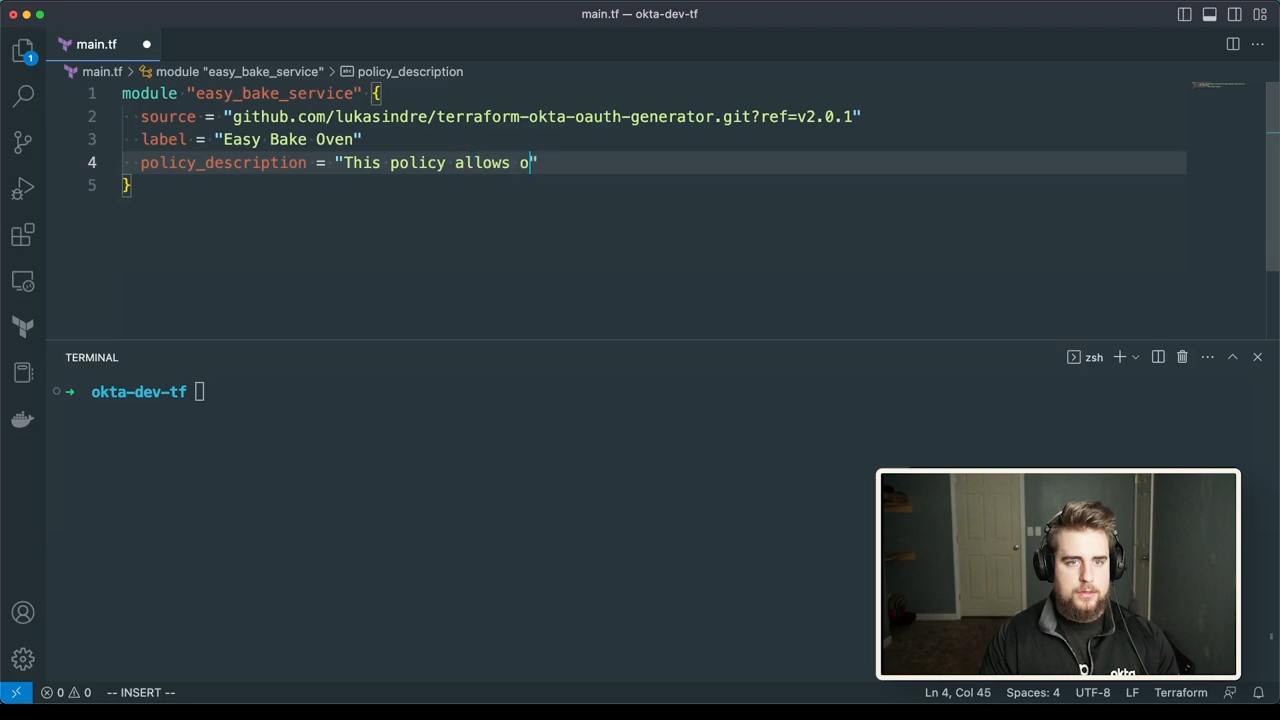 main.tf — okta-dev-tf
main.tf
1
main.tf > module "easy_bake_service" > policy_description
1 module "easy_bake_service" {
2 source = "github.com/lukasindre/terraform-okta-oauth-generator.git?ref=v2.0.1"
3 label = "Easy Bake Oven"
4 policy_description = "This policy allows o"
5 }
TERMINAL
zsh
okta-dev-tf
okta
0 0 -- INSERT --
Ln 4, Col 45 Spaces: 4 UTF-8 LF Terraform